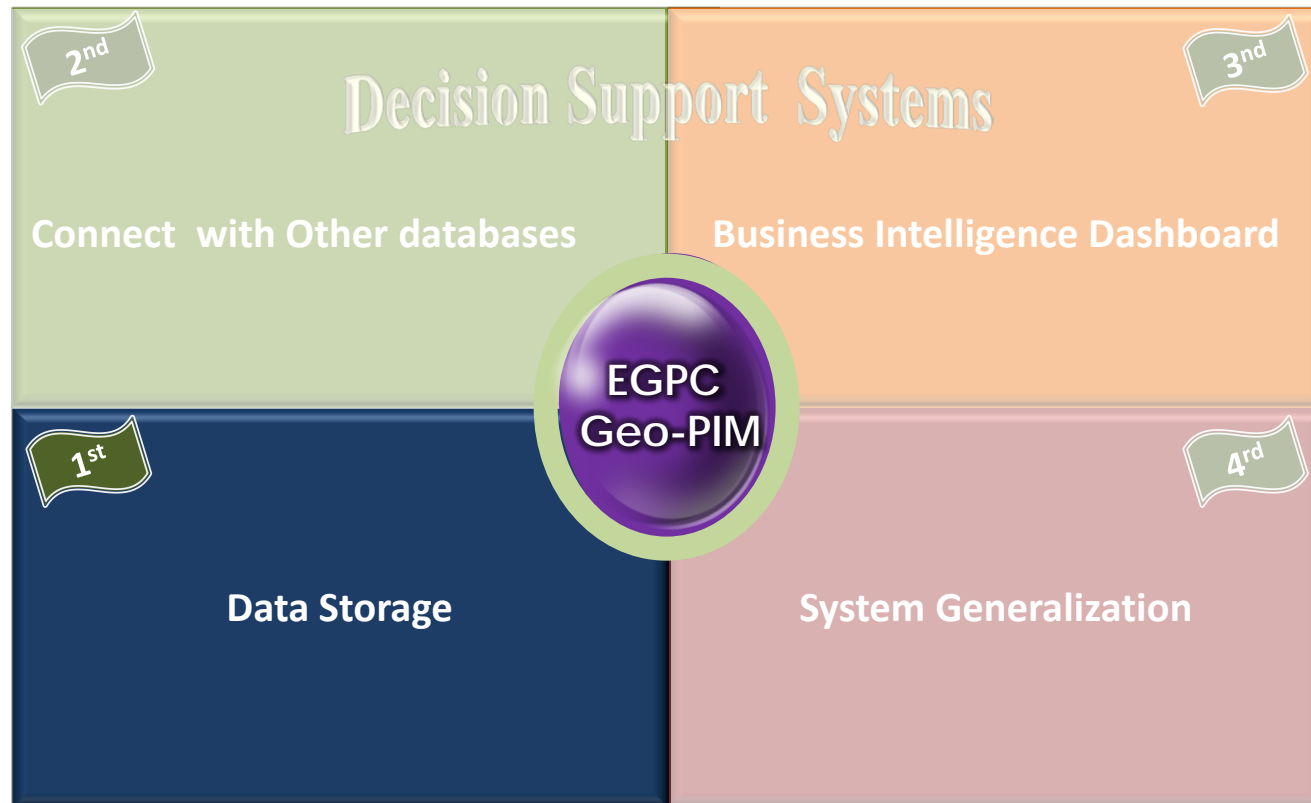 2nd
3nd
Decision Support Systems
Connect with Other databases
Business Intelligence Dashboard
EGPC
Geo-PIM
1st
4rd
Data Storage
System Generalization